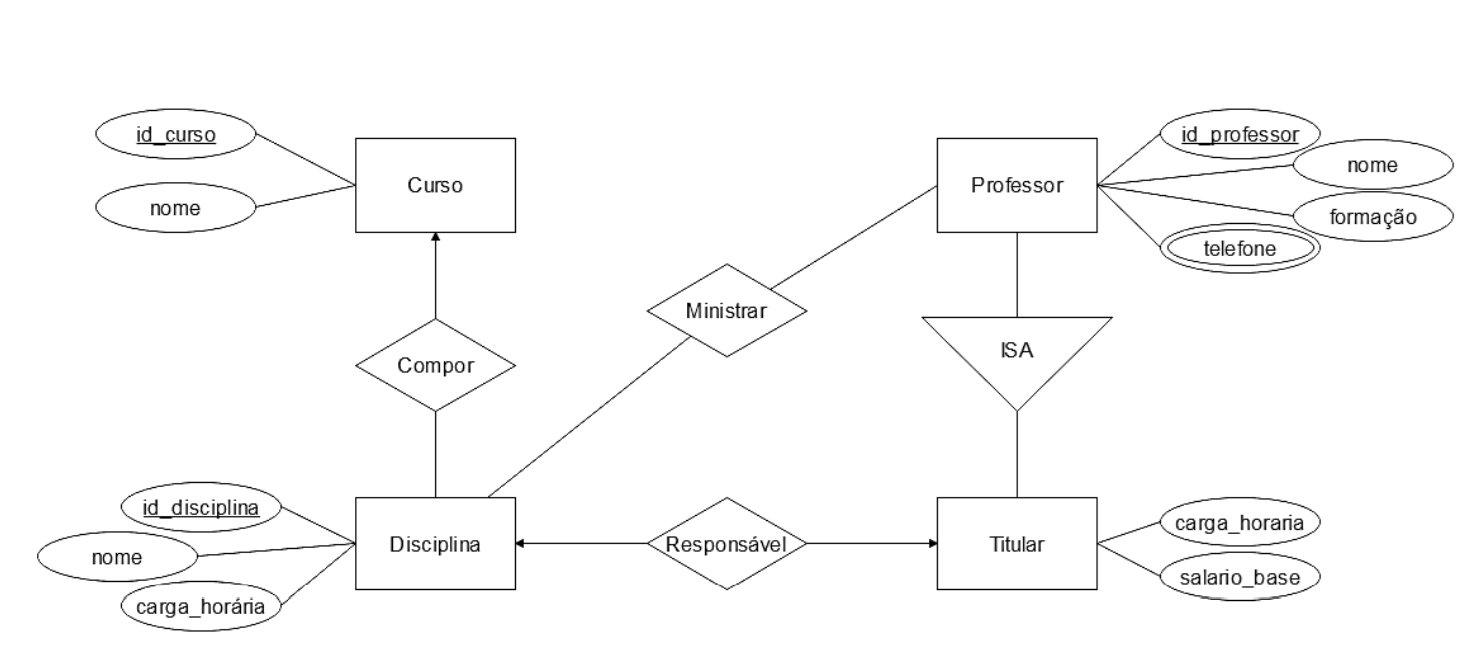 id_curso
nome
Curso
Professor
id_professor
nome
formação
telefone
Ministrar
ISA
Compor
id_disciplina
nome
carga_horária
Disciplina
Responsável
Titular
carga_horaria
salario_base